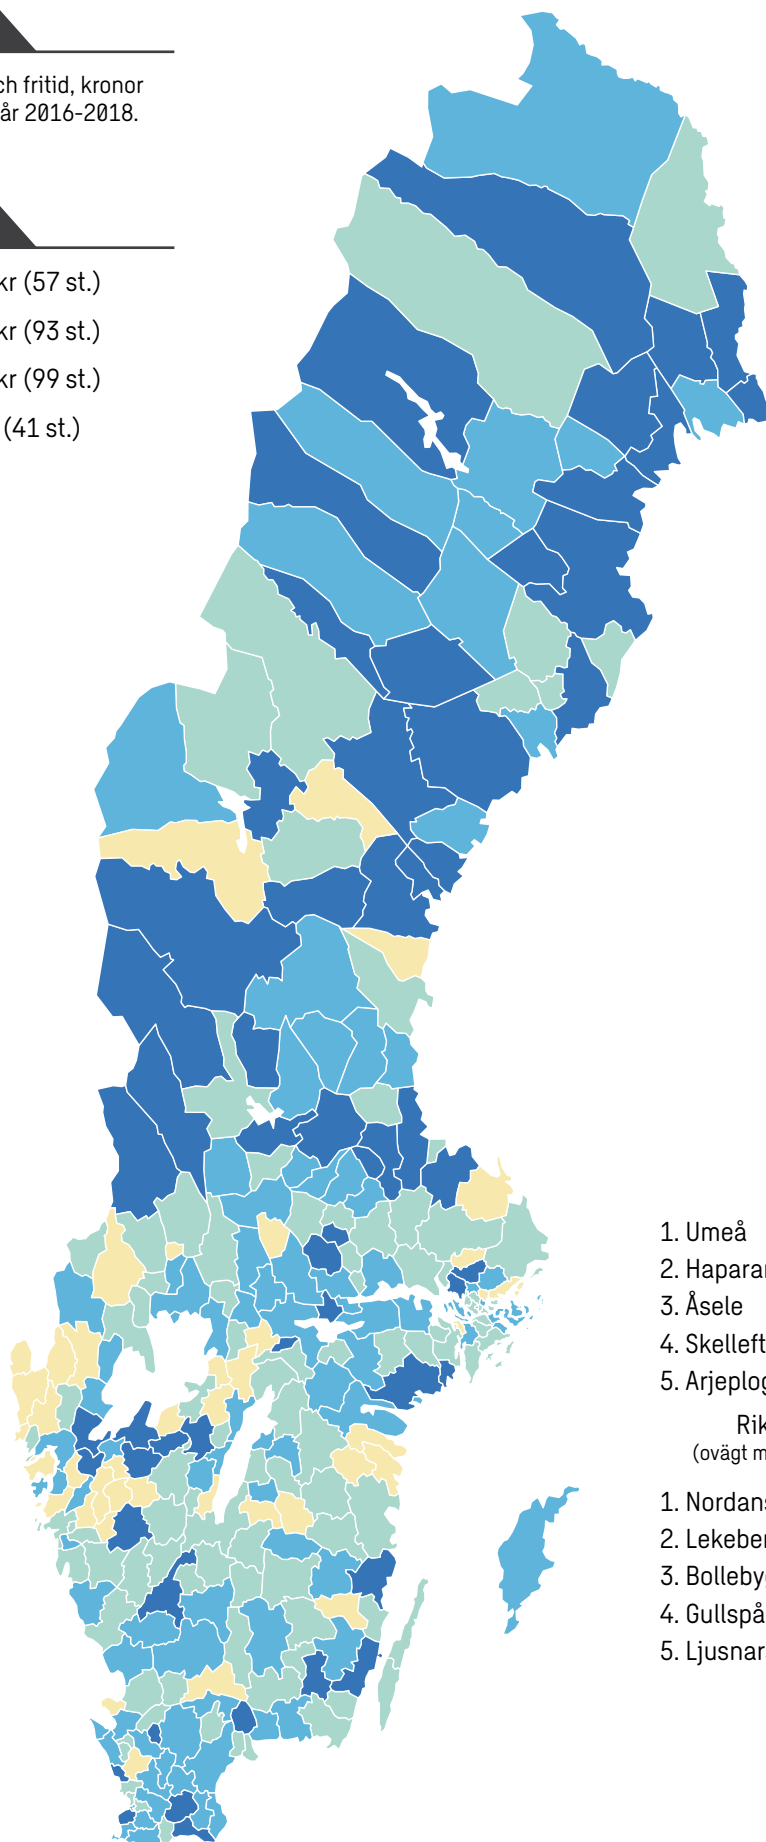 ch fritid, kronor
år 2016-2018.
kr (57 st.)
kr (93 st.)
kr (99 st.)
(41 st.)
1. Umeå
2. Haparan
3. Åsele
4. Skelleft
5. Arjeplog
Rik
(ovägt m
1. Nordans
2. Lekeber
3. Bolleby
4. Gullspå
5. Ljusnar